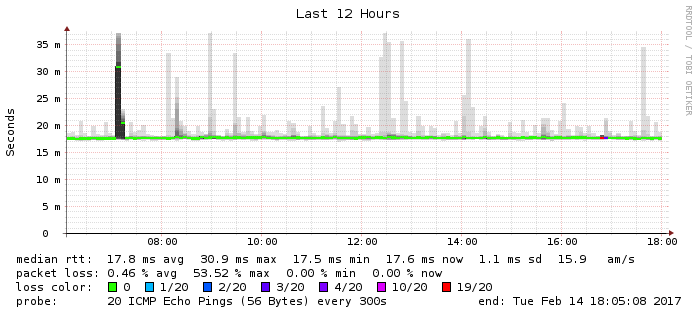 Last 12 Hours
RRDTOOL / TOBI OETIKER
Seconds
35 m
30 m
25 m
20 m
15 m
10 m
5 m
0
08:00 10:00 12:00 14:00 16:00 18:00
median rtt: 17.8 ms avg 30.9 ms max 17.5 ms min 17.6 ms now 1.1 ms sd 15.9 am/s
packet loss: 0.46 % avg 53.52 % max 0.00 % min 0.00 % now
loss color: 0 1/20 2/20 3/20 4/20 10/20 19/20
probe: 20 ICMP Echo Pings (56 Bytes) every 300s end: Tue Feb 14 18:05:08 2017